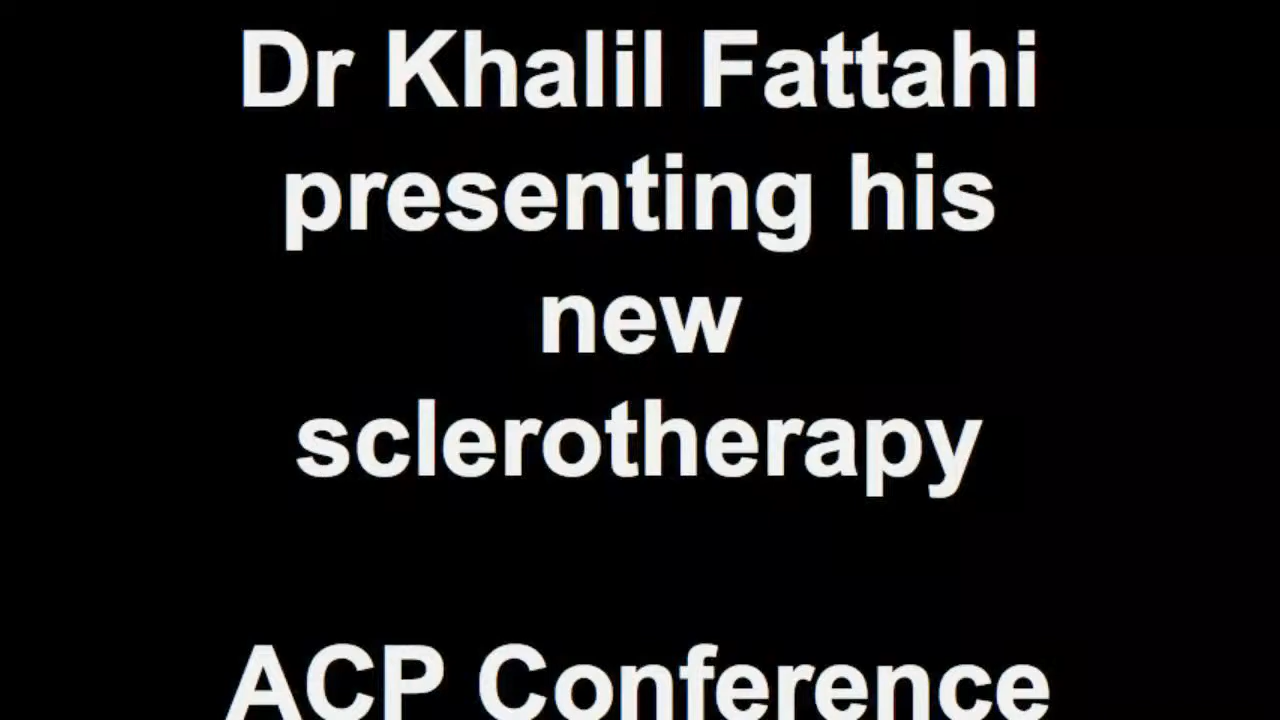 Dr Khalil Fattahi
presenting his
new
sclerotherapy
ACP Conference